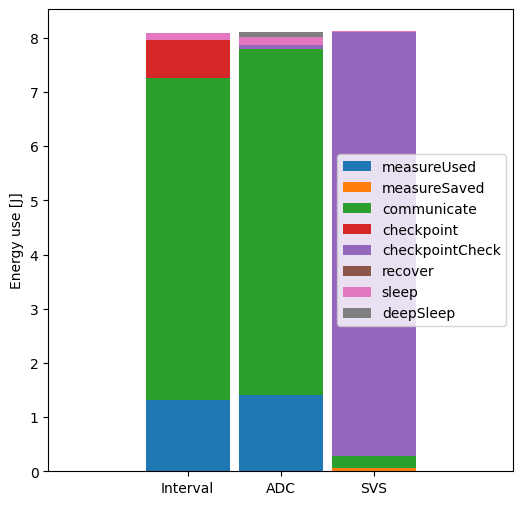 Energy use [J]
8
7
6
5
4
3
2
1
0
Interval
ADC
SVS
measureUsed
measureSaved
communicate
checkpoint
checkpointCheck
recover
sleep
deepSleep